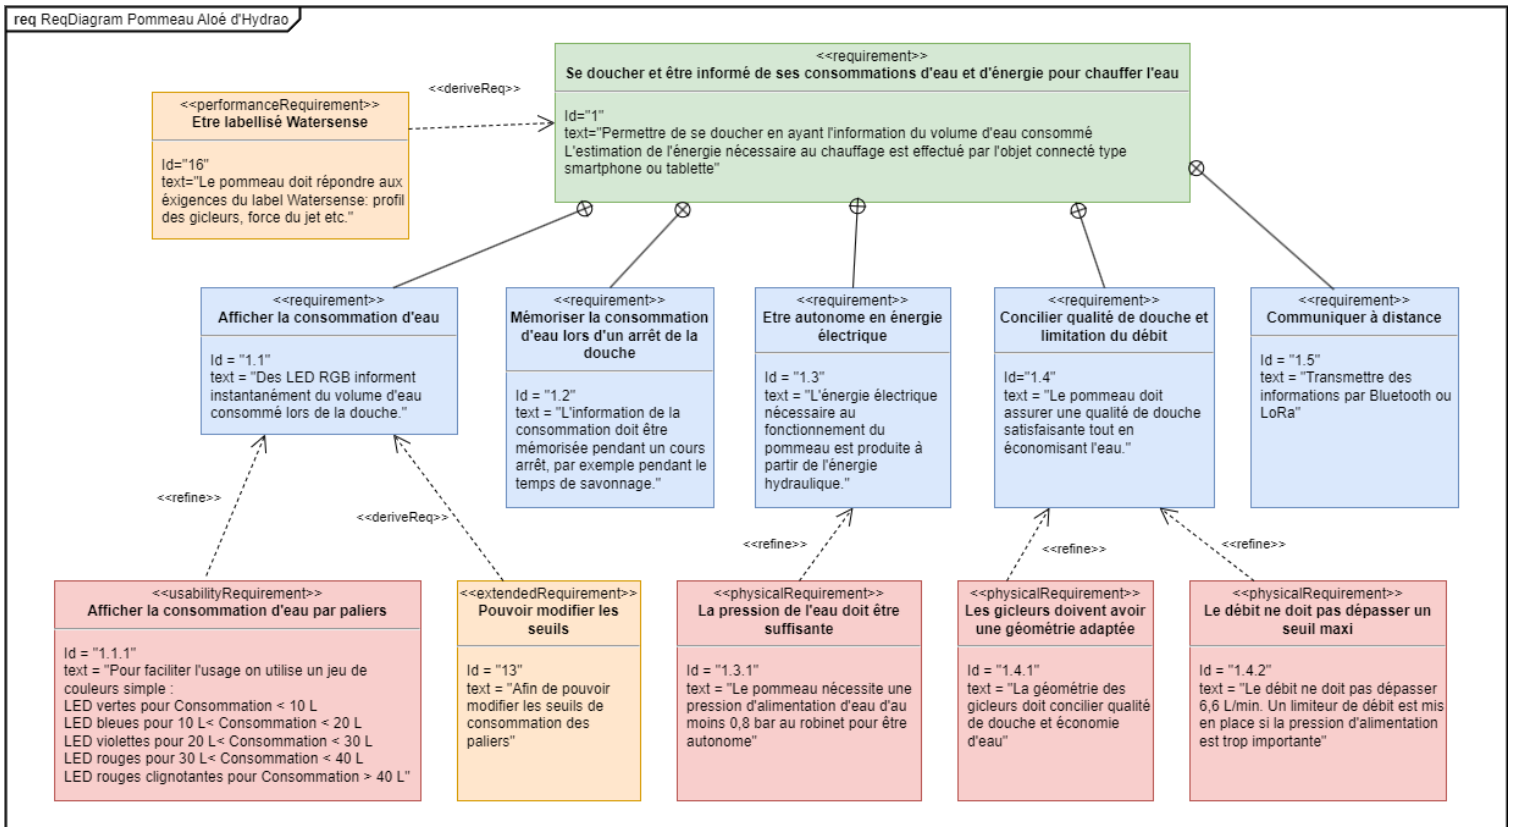 req ReqDiagram Pommeau Aloé d'Hydrao
<<requirement>>
Se doucher et être informé de ses consommations d'eau et d'énergie pour chauffer l'eau
Id="1"
text="Permettre de se doucher en ayant l'information du volume d'eau consommé
L'estimation de l'énergie nécessaire au chauffage est effectué par l'objet connecté type
smartphone ou tablette"
<<deriveReq>>
<<performanceRequirement>>
Etre labellisé Watersense
Id="16"
text="Le pommeau doit répondre aux
éxigences du label Watersense: profil
des gicleurs, force du jet etc."
<<requirement>>
Afficher la consommation d'eau
Id = "1.1"
text = "Des LED RGB informent
instantanément du volume d'eau
consommé lors de la douche."
<<requirement>>
Mémoriser la consommation
d'eau lors d'un arrêt de la
douche
Id = "1.2"
text = "L'information de la
consommation doit être
mémorisée pendant un cours
arrêt, par exemple pendant le
temps de savonnage."
<<requirement>>
Etre autonome en énergie
électrique
Id = "1.3"
text = "L'énergie électrique
nécessaire au
fonctionnement du
pommeau est produite à
partir de l'énergie
hydraulique."
<<requirement>>
Concilier qualité de douche et
limitation du débit
Id="1.4"
text = "Le pommeau doit
assurer une qualité de douche
satisfaisante tout en
économisant l'eau."
<<requirement>>
Communiquer à distance
Id = "1.5"
text = "Transmettre des
informations par Bluetooth ou
LoRa"
<<refine>>
<<deriveReq>>
<<refine>>
<<refine>>
<<refine>>
<<usabilityRequirement>>
Afficher la consommation d'eau par paliers
Id = "1.1.1"
text = "Pour faciliter l'usage on utilise un jeu de
couleurs simple :
LED vertes pour Consommation < 10 L
LED bleues pour 10 L< Consommation < 20 L
LED violettes pour 20 L< Consommation < 30 L
LED rouges pour 30 L< Consommation < 40 L
LED rouges clignotantes pour Consommation > 40 L"
<<extendedRequirement>>
Pouvoir modifier les
seuils
Id = "13"
text = "Afin de pouvoir
modifier les seuils de
consommation des
paliers"
<<physicalRequirement>>
La pression de l'eau doit être
suffisante
Id = "1.3.1"
text = "Le pommeau nécessite une
pression d'alimentation d'eau d'au
moins 0,8 bar au robinet pour être
autonome"
<<physicalRequirement>>
Les gicleurs doivent avoir
une géométrie adaptée
Id = "1.4.1"
text = "La géométrie des
gicleurs doit concilier qualité
de douche et économie
d'eau"
<<physicalRequirement>>
Le débit ne doit pas dépasser un
seuil maxi
Id = "1.4.2"
text = "Le débit ne doit pas dépasser
6,6 L/min. Un limiteur de débit est mis
en place si la pression d'alimentation
est trop importante"